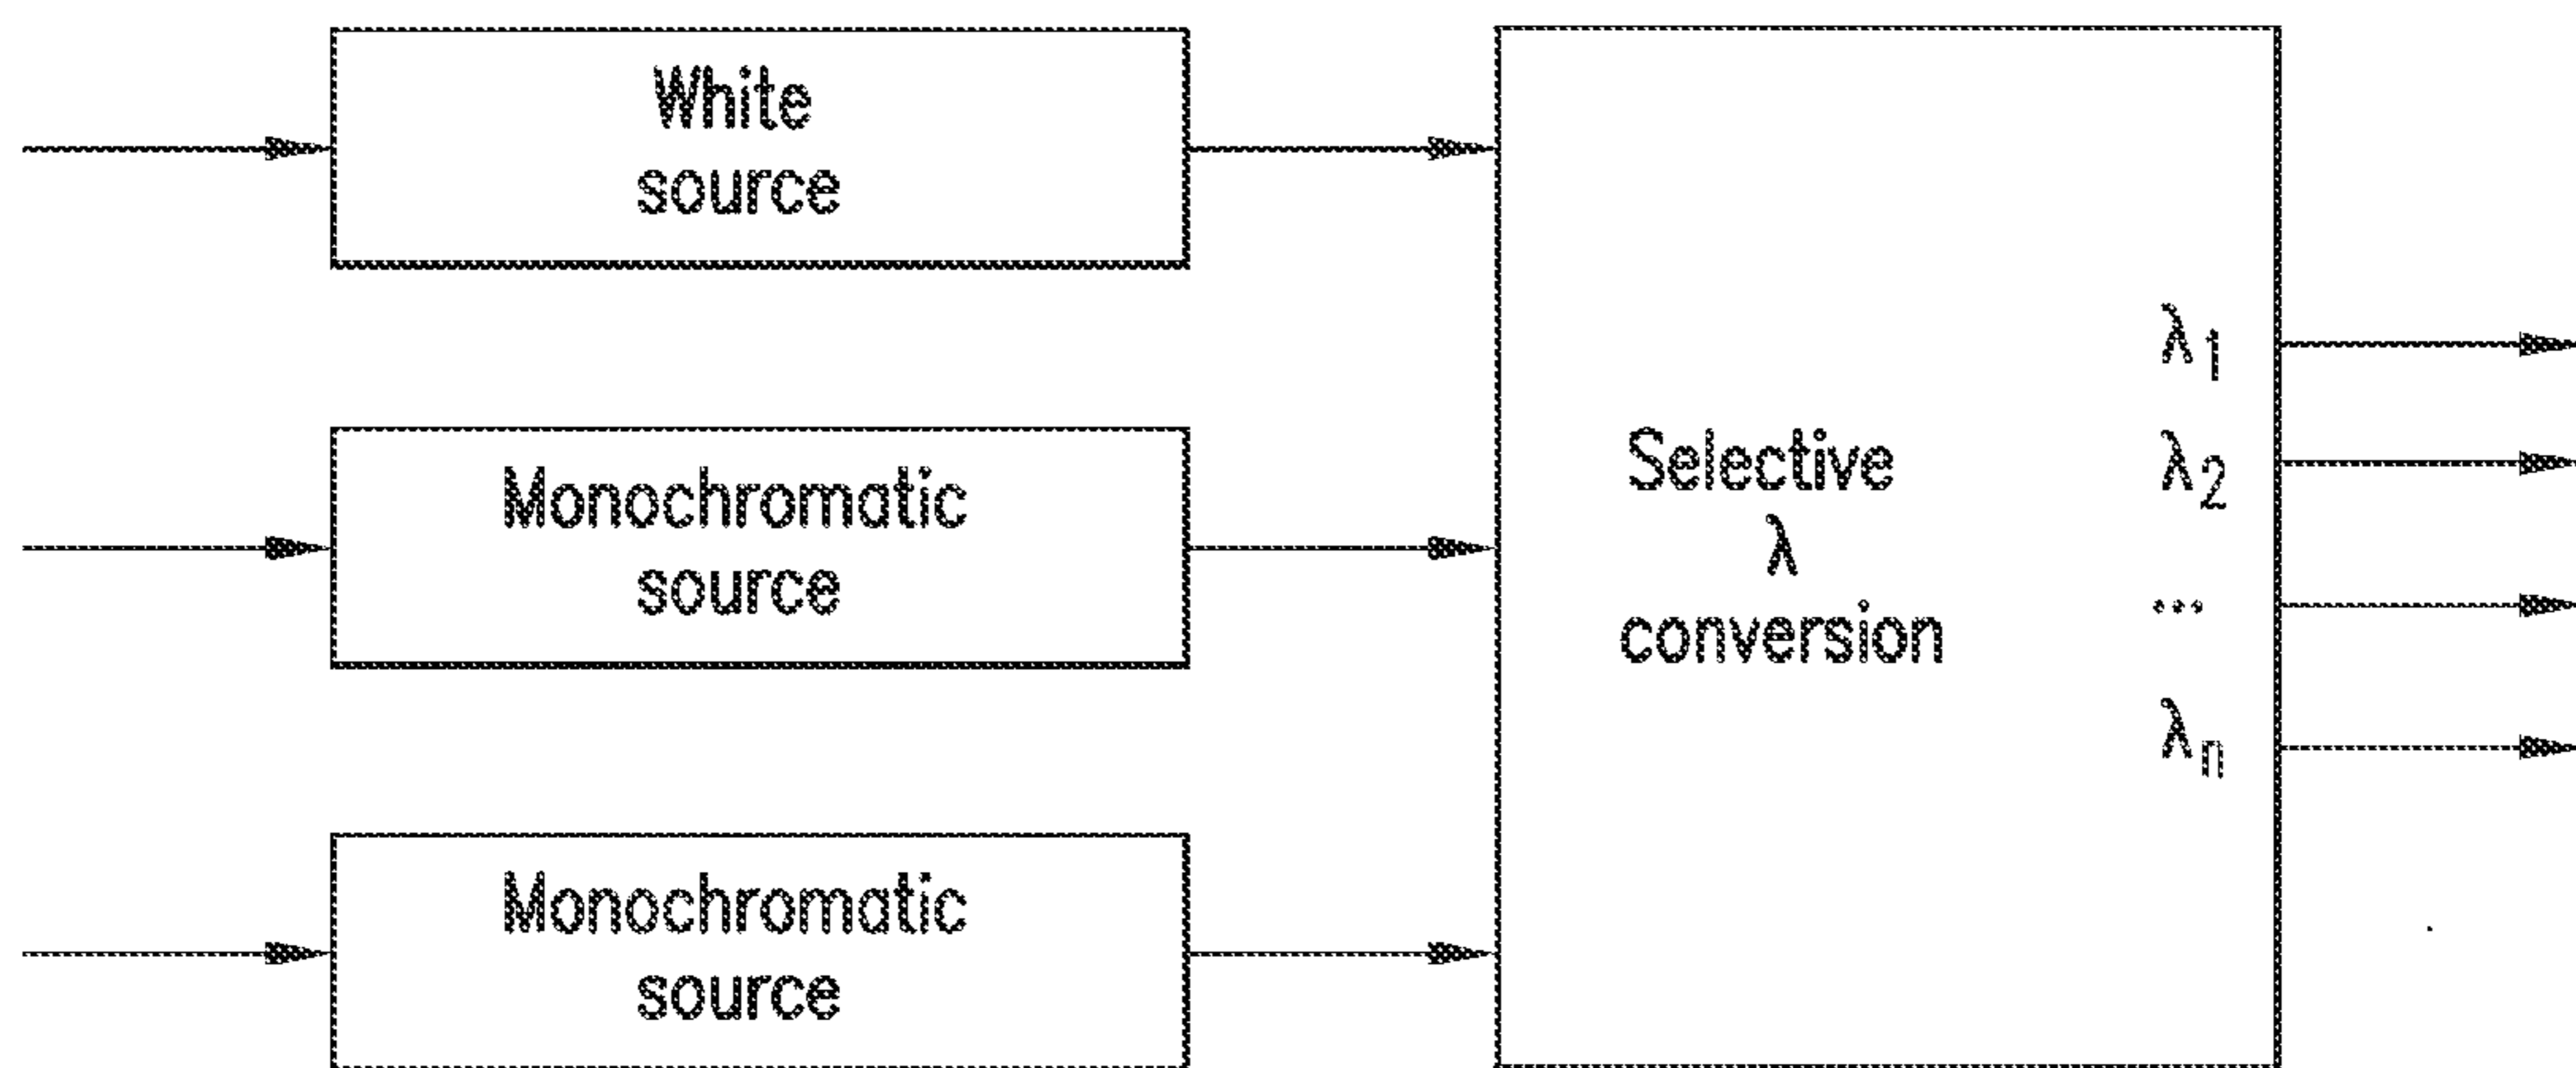 White
source
Monochromatic
source
Monochromatic
source
Selective
λ
conversion
λ1
λ2
...
λn